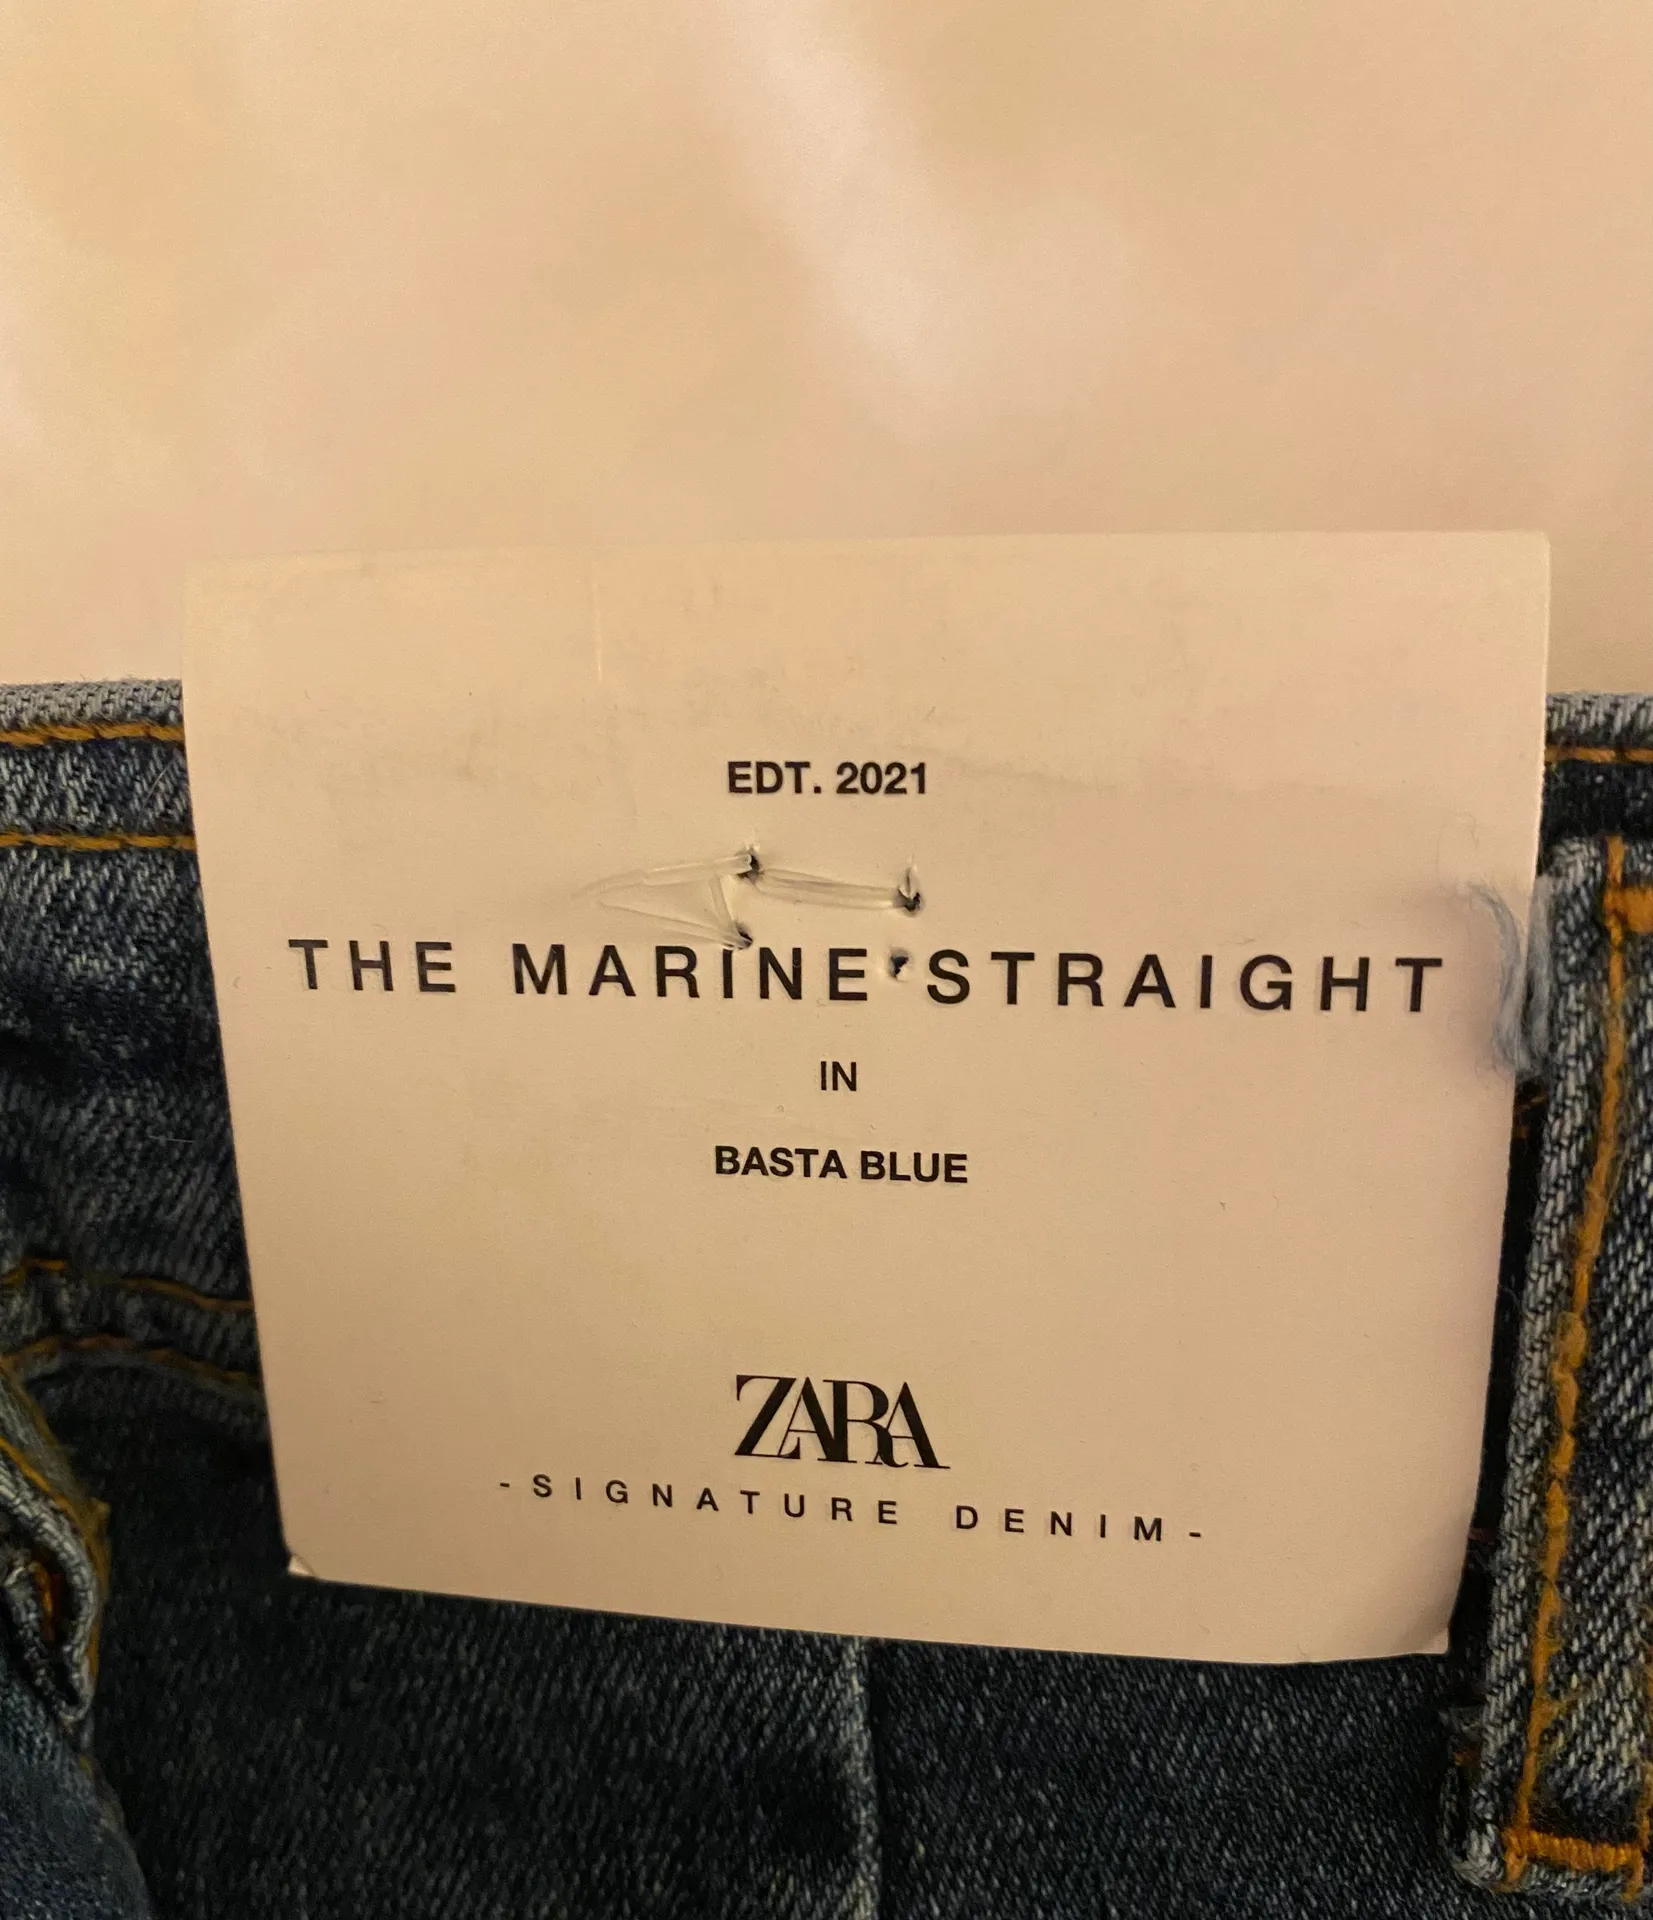 EDT. 2021
THE MARINE STRAIGHT
IN
BASTA BLUE
ZARA
-SIGNATURE DENIM-